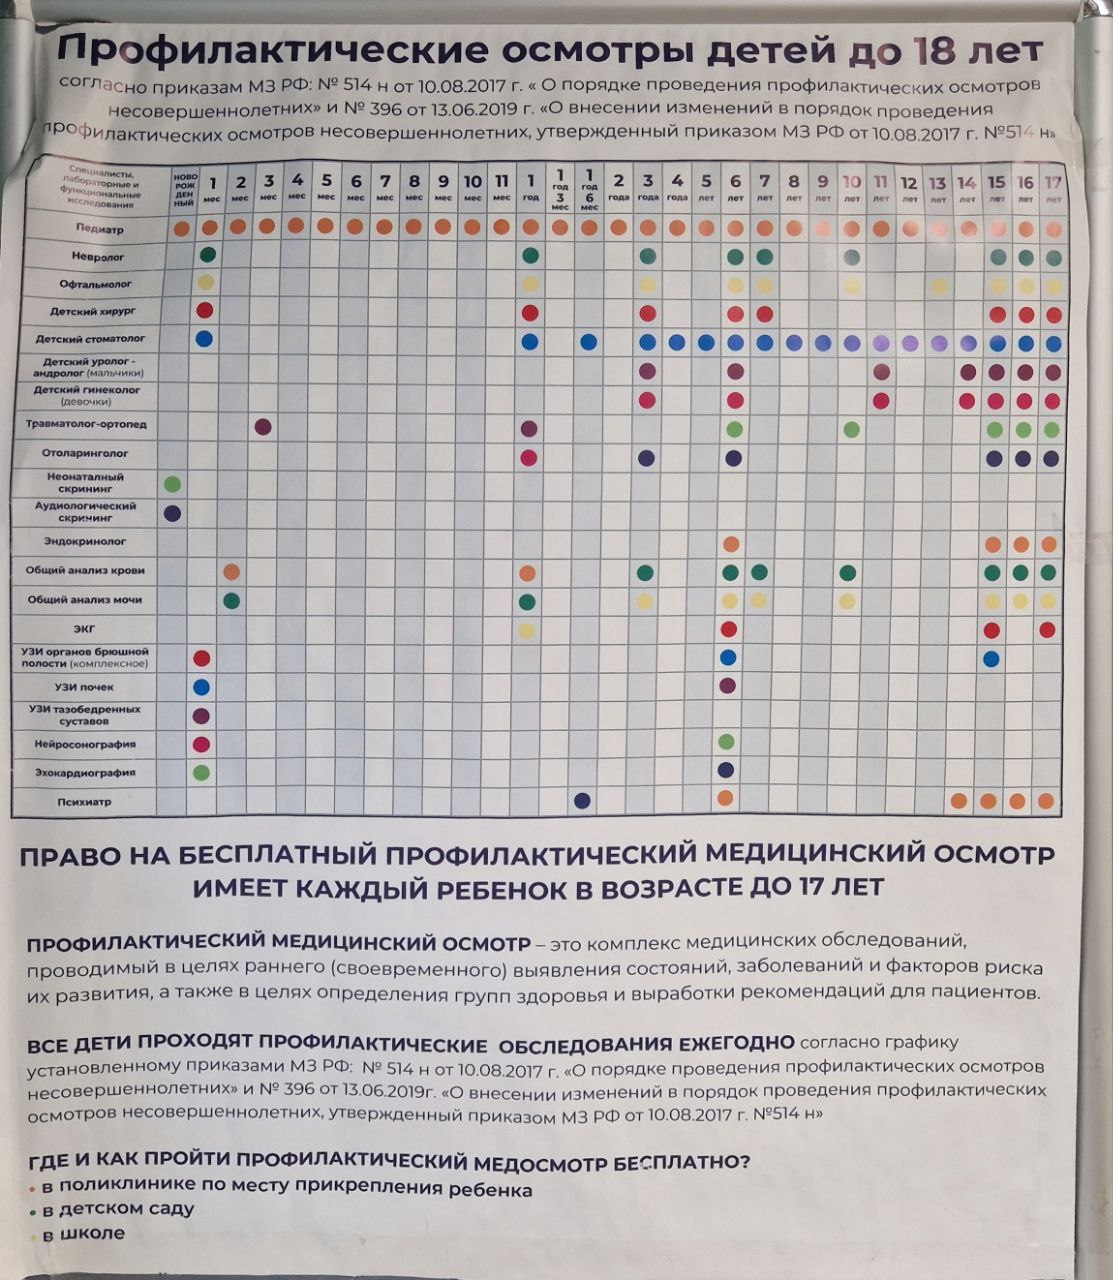 Профилактические осмотры детей до 18 лет
согласно приказам МЗ РФ: № 514 н от 10.08.2017 г. « О порядке проведения профилактических осмотров
несовершеннолетних» и № 396 от 13.06.2019 г. «О внесении изменений в порядок проведения
профилактических осмотров несовершеннолетних, утвержденный приказом МЗ РФ от 10.08.2017 г. №514 н»
Специалисты,
лабораторные и
функциональные
исследования
НОВО
РОЖ
ДЕН
НЫЙ
1 мес
2 мес
3 мес
4 мес
5 мес
6 мес
7 мес
8 мес
9 мес
10 мес
11 мес
1 год
1 год 3 мес
1 год 6 мес
2 года
3 года
4 года
5 лет
6 лет
7 лет
8 лет
9 лет
10 лет
11 лет
12 лет
13 лет
14 лет
15 лет
16 лет
17 лет
Педиатр
Невролог
Офтальмолог
Детский хирург
Детский стоматолог
Детский уролог -
андролог (мальчики)
Детский гинеколог
(девочки)
Травматолог-ортопед
Отоларинголог
Неонаталный
скрининг
Аудиологический
скрининг
Эндокринолог
Общий анализ крови
Общий анализ мочи
ЭКГ
УЗИ органов брюшной
полости (комплексное)
УЗИ почек
УЗИ тазобедренных
суставов
Нейросонография
Эхокардиография
Психиатр
ПРАВО НА БЕСПЛАТНЫЙ ПРОФИЛАКТИЧЕСКИЙ МЕДИЦИНСКИЙ ОСМОТР
ИМЕЕТ КАЖДЫЙ РЕБЕНОК В ВОЗРАСТЕ ДО 17 ЛЕТ
ПРОФИЛАКТИЧЕСКИЙ МЕДИЦИНСКИЙ ОСМОТР – это комплекс медицинских обследований,
проводимый в целях раннего (своевременного) выявления состояний, заболеваний и факторов риска
их развития, а также в целях определения групп здоровья и выработки рекомендаций для пациентов.
ВСЕ ДЕТИ ПРОХОДЯТ ПРОФИЛАКТИЧЕСКИЕ ОБСЛЕДОВАНИЯ ЕЖЕГОДНО согласно графику
установленному приказами МЗ РФ: № 514 н от 10.08.2017 г. «О порядке проведения профилактических осмотров
несовершеннолетних» и № 396 от 13.06.2019г. «О внесении изменений в порядок проведения профилактических
осмотров несовершеннолетних, утвержденный приказом МЗ РФ от 10.08.2017 г. №514 н»
ГДЕ И КАК ПРОЙТИ ПРОФИЛАКТИЧЕСКИЙ МЕДОСМОТР БЕСПЛАТНО?
• в поликлинике по месту прикрепления ребенка
• в детском саду
• в школе